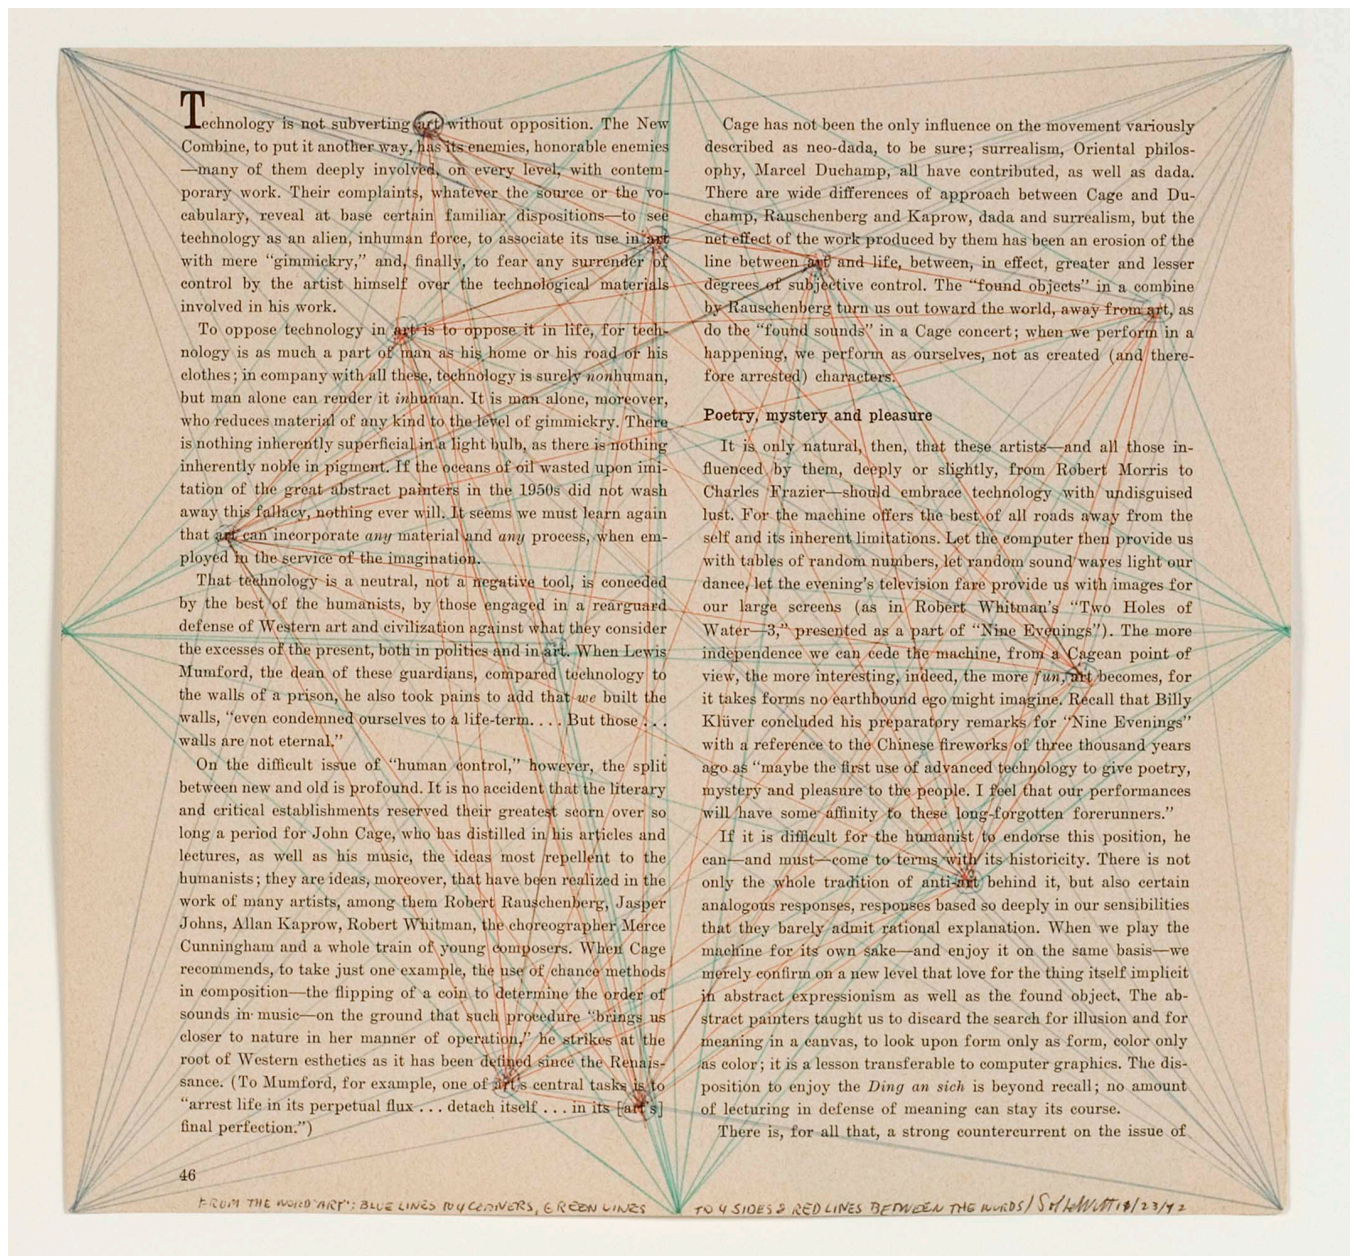 Technology is not subverting art without opposition. The New
Combine, to put it another way, has its enemies, honorable enemies
—many of them deeply involved, on every level, with contem-
porary work. Their complaints, whatever the source or the vo-
cabulary, reveal at base certain familiar dispositions—to see
technology as an alien, inhuman force, to associate its use in art
with mere “gimmickry,” and, finally, to fear any surrender of
control by the artist himself over the technological materials
involved in his work.
To oppose technology in art is to oppose it in life, for tech-
nology is as much a part of man as his home or his road or his
clothes; in company with all these, technology is surely nonhuman,
but man alone can render it inhuman. It is man alone, moreover,
who reduces material of any kind to the level of gimmickry. There
is nothing inherently superficial in a light bulb, as there is nothing
inherently noble in pigment. If the oceans of oil wasted upon imi-
tation of the great abstract painters in the 1950s did not wash
away this fallacy, nothing ever will. It seems we must learn again
that art can incorporate any material and any process, when em-
ployed in the service of the imagination.
That technology is a neutral, not a negative tool, is conceded
by the best of the humanists, by those engaged in a rearguard
defense of Western art and civilization against what they consider
the excesses of the present, both in politics and in art. When Lewis
Mumford, the dean of these guardians, compared technology to
the walls of a prison, he also took pains to add that we built the
walls, “even condemned ourselves to a life-term. . . . But those . . .
walls are not eternal.”
On the difficult issue of “human control,” however, the split
between new and old is profound. It is no accident that the literary
and critical establishments reserved their greatest scorn over so
long a period for John Cage, who has distilled in his articles and
lectures, as well as his music, the ideas most repellent to the
humanists; they are ideas, moreover, that have been realized in the
work of many artists, among them Robert Rauschenberg, Jasper
Johns, Allan Kaprow, Robert Whitman, the choreographer Merce
Cunningham and a whole train of young composers. When Cage
recommends, to take just one example, the use of chance methods
in composition—the flipping of a coin to determine the order of
sounds in music—on the ground that such procedure “brings us
closer to nature in her manner of operation,” he strikes at the
root of Western esthetics as it has been defined since the Renais-
sance. (To Mumford, for example, one of art’s central tasks is to
“arrest life in its perpetual flux . . . detach itself . . . in its [art’s]
final perfection.”)
46
Cage has not been the only influence on the movement variously
described as neo-dada, to be sure; surrealism, Oriental philos-
ophy, Marcel Duchamp, all have contributed, as well as dada.
There are wide differences of approach between Cage and Du-
champ, Rauschenberg and Kaprow, dada and surrealism, but the
net effect of the work produced by them has been an erosion of the
line between art and life, between, in effect, greater and lesser
degrees of subjective control. The “found objects” in a combine
by Rauschenberg turn us out toward the world, away from art, as
do the “found sounds” in a Cage concert; when we perform in a
happening, we perform as ourselves, not as created (and there-
fore arrested) characters.
Poetry, mystery and pleasure
It is only natural, then, that these artists—and all those in-
fluenced by them, deeply or slightly, from Robert Morris to
Charles Frazier—should embrace technology with undisguised
lust. For the machine offers the best of all roads away from the
self and its inherent limitations. Let the computer then provide us
with tables of random numbers, let random sound waves light our
dance, let the evening’s television fare provide us with images for
our large screens (as in Robert Whitman’s “Two Holes of
Water—3,” presented as a part of “Nine Evenings”). The more
independence we can cede the machine, from a Cagean point of
view, the more interesting, indeed, the more fun, art becomes, for
it takes forms no earthbound ego might imagine. Recall that Billy
Klüver concluded his preparatory remarks for “Nine Evenings”
with a reference to the Chinese fireworks of three thousand years
ago as “maybe the first use of advanced technology to give poetry,
mystery and pleasure to the people. I feel that our performances
will have some affinity to these long-forgotten forerunners.”
If it is difficult for the humanist to endorse this position, he
can—and must—come to terms with its historicity. There is not
only the whole tradition of anti-art behind it, but also certain
analogous responses, responses based so deeply in our sensibilities
that they barely admit rational explanation. When we play the
machine for its own sake—and enjoy it on the same basis—we
merely confirm on a new level that love for the thing itself implicit
in abstract expressionism as well as the found object. The ab-
stract painters taught us to discard the search for illusion and for
meaning in a canvas, to look upon form only as form, color only
as color; it is a lesson transferable to computer graphics. The dis-
position to enjoy the Ding an sich is beyond recall; no amount
of lecturing in defense of meaning can stay its course.
There is, for all that, a strong countercurrent on the issue of
FROM THE WORD "ART": BLUE LINES TO 4 CORNERS, GREEN LINES TO 4 SIDES & RED LINES BETWEEN THE WORDS / Sol LeWitt